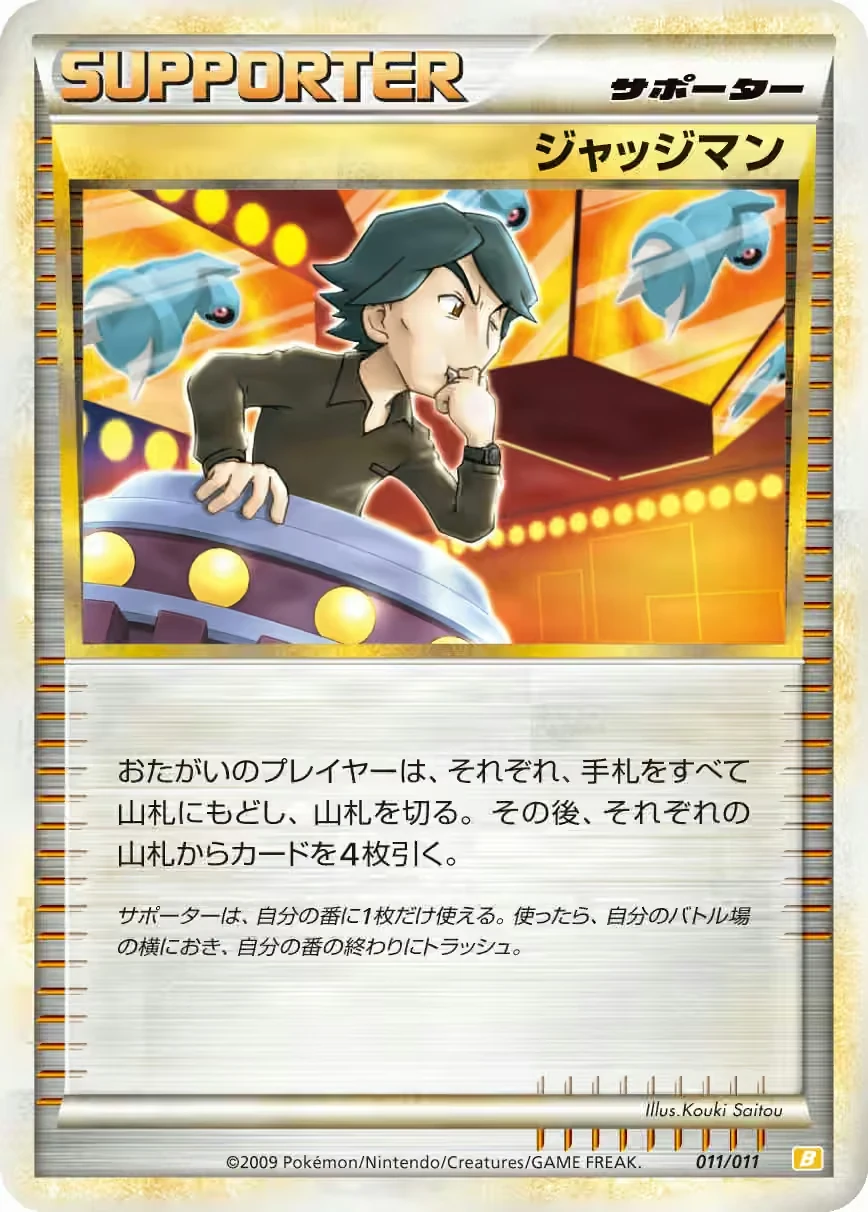 SUPPORTER
サポーター
ジャッジマン
おたがいのプレイヤーは、それぞれ、手札をすべて
山札にもどし、山札を切る。その後、それぞれの
山札からカードを4枚引く。
サポーターは、自分の番に1枚だけ使える。使ったら、自分のバトル場
の横におき、自分の番の終わりにトラッシュ。
Illus.Kouki Saitou
©2009 Pokémon/Nintendo/Creatures/GAME FREAK.
011/011
B